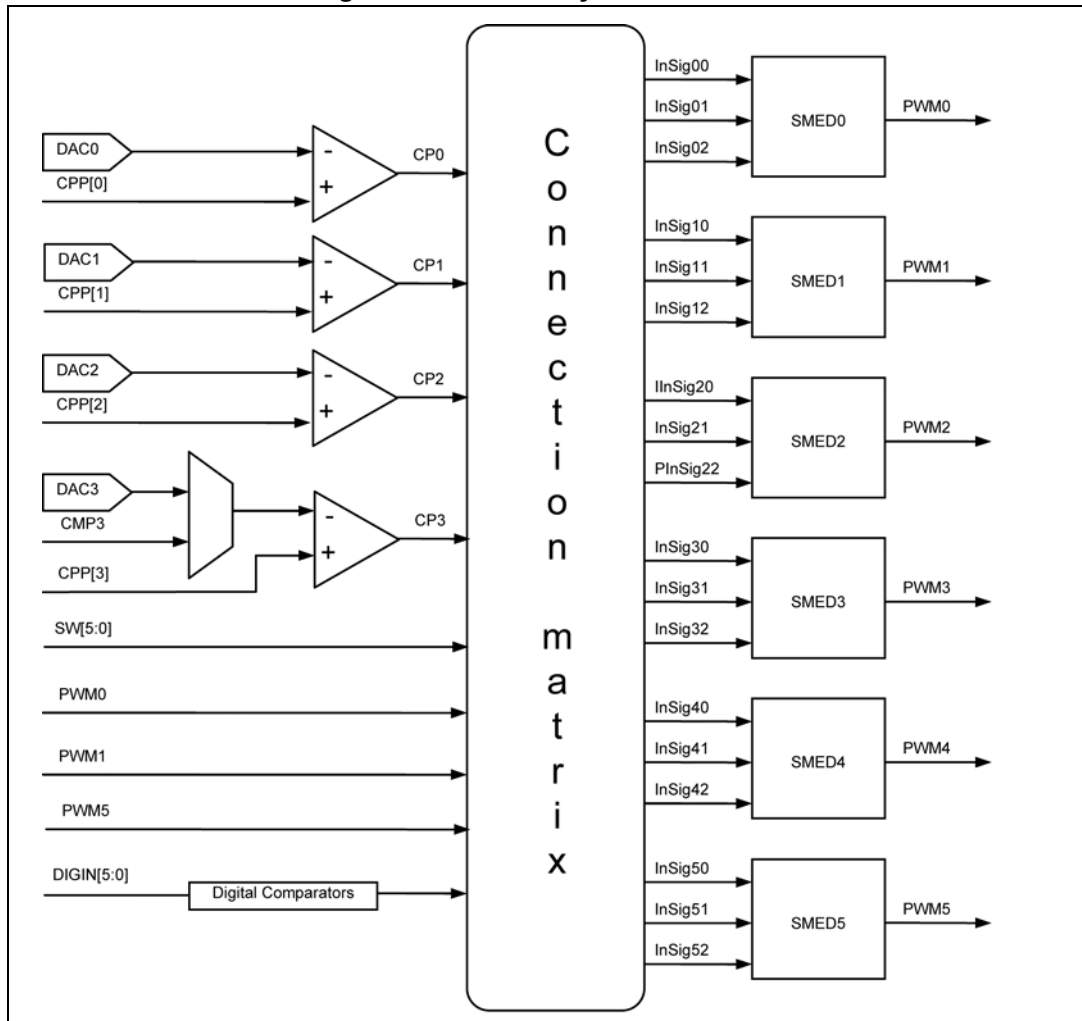 DAC0
CPP[0]
-
+
CP0
DAC1
CPP[1]
-
+
CP1
DAC2
CPP[2]
-
+
CP2
DAC3
CMP3
CPP[3]
-
+
CP3
SW[5:0]
PWM0
PWM1
PWM5
DIGIN[5:0]
Digital Comparators
Connection matrix
InSig00
InSig01
InSig02
SMED0
PWM0
InSig10
InSig11
InSig12
SMED1
PWM1
IInSig20
InSig21
PInSig22
SMED2
PWM2
InSig30
InSig31
InSig32
SMED3
PWM3
InSig40
InSig41
InSig42
SMED4
PWM4
InSig50
InSig51
InSig52
SMED5
PWM5